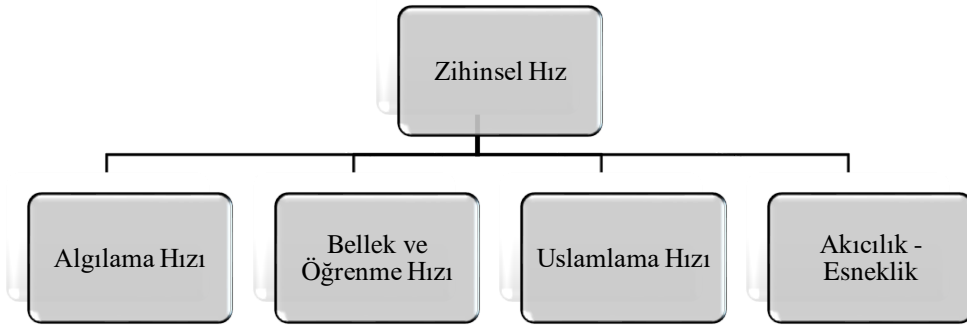 Zihinsel Hız
Algılama Hızı
Bellek ve
Öğrenme Hızı
Uslamlama Hızı
Akıcılık -
Esneklik